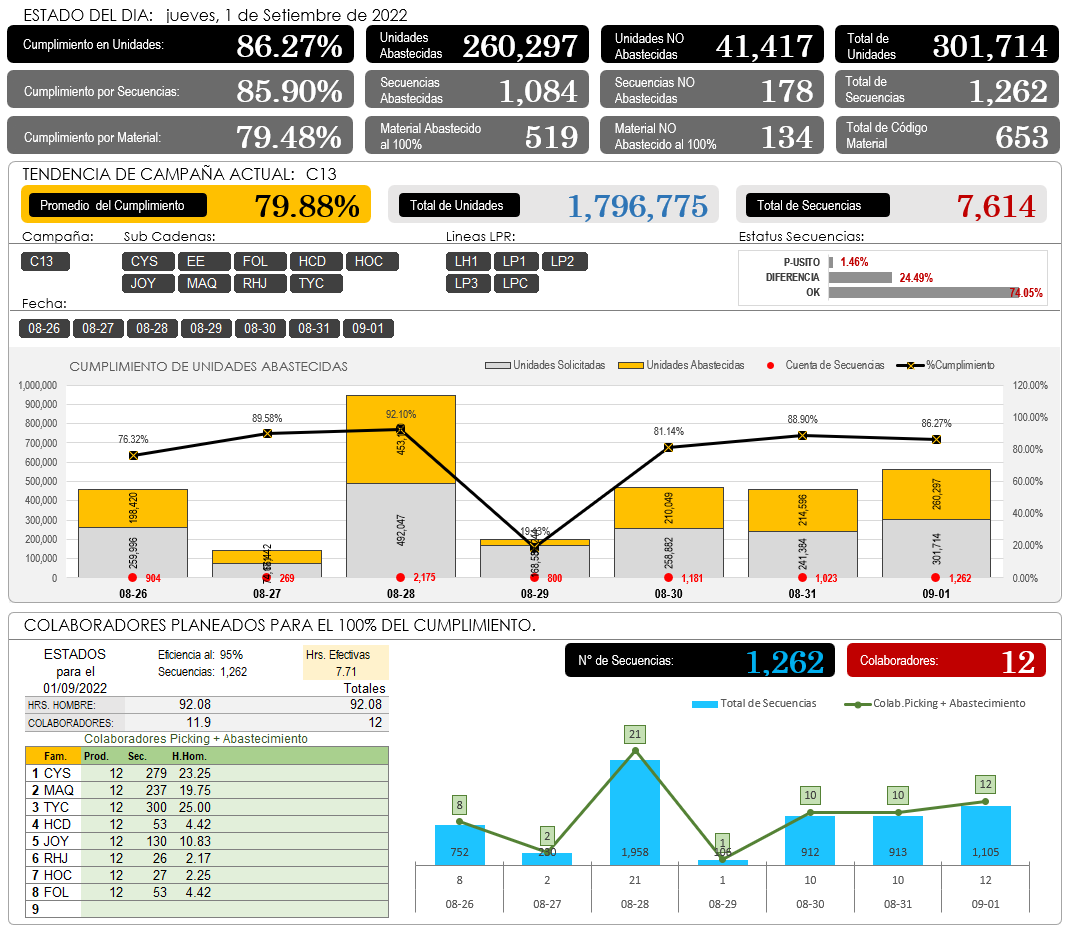 ESTADO DEL DIA: jueves, 1 de Setiembre de 2022
Cumplimiento en Unidades: 86.27% Unidades Abastecidas 260,297 Unidades NO Abastecidas 41,417 Total de Unidades 301,714
Cumplimiento por Secuencias: 85.90% Secuencias Abastecidas 1,084 Secuencias NO Abastecidas 178 Total de Secuencias 1,262
Cumplimiento por Material: 79.48% Material Abastecido al 100% 519 Material NO Abastecido al 100% 134 Total de Código Material 653
TENDENCIA DE CAMPAÑA ACTUAL: C13
Promedio del Cumplimiento 79.88% Total de Unidades 1,796,775 Total de Secuencias 7,614
Campaña: Sub Cadenas: Lineas LPR: Estatus Secuencias:
C13 CYS EE FOL HCD HOC LH1 LP1 LP2
JOY MAQ RHJ TYC LP3 LPC
P-USITO 1.46%
DIFERENCIA 24.49%
OK 74.05%
Fecha:
08-26 08-27 08-28 08-29 08-30 08-31 09-01
CUMPLIMIENTO DE UNIDADES ABASTECIDAS
Unidades Solicitadas Unidades Abastecidas Cuenta de Secuencias %Cumplimiento
1,000,000
900,000
800,000
700,000
600,000
500,000
400,000
300,000
200,000
100,000
0
120.00%
100.00%
80.00%
60.00%
40.00%
20.00%
0.00%
76.32% 89.58% 92.10% 81.14% 88.90% 86.27%
198,420 210,049 214,596 260,297
259,996 492,047 258,882 241,384 301,714
904 269 2,175 800 1,181 1,023 1,262
08-26 08-27 08-28 08-29 08-30 08-31 09-01
COLABORADORES PLANEADOS PARA EL 100% DEL CUMPLIMIENTO.
ESTADOS para el 01/09/2022
Eficiencia al: 95%
Secuencias: 1,262
Hrs. Efectivas
7.71
Totales
HRS. HOMBRE: 92.08 92.08
COLABORADORES: 11.9 12
Colaboradores Picking + Abastecimiento
Fam. Prod. Sec. H.Hom.
1 CYS 12 279 23.25
2 MAQ 12 237 19.75
3 TYC 12 300 25.00
4 HCD 12 53 4.42
5 JOY 12 130 10.83
6 RHJ 12 26 2.17
7 HOC 12 27 2.25
8 FOL 12 53 4.42
9
N° de Secuencias: 1,262
Colaboradores: 12
Total de Secuencias Colab.Picking + Abastecimiento
8 2 21 1 10 10 12
752 1,958 912 913 1,105
8 2 21 1 10 10 12
08-26 08-27 08-28 08-29 08-30 08-31 09-01